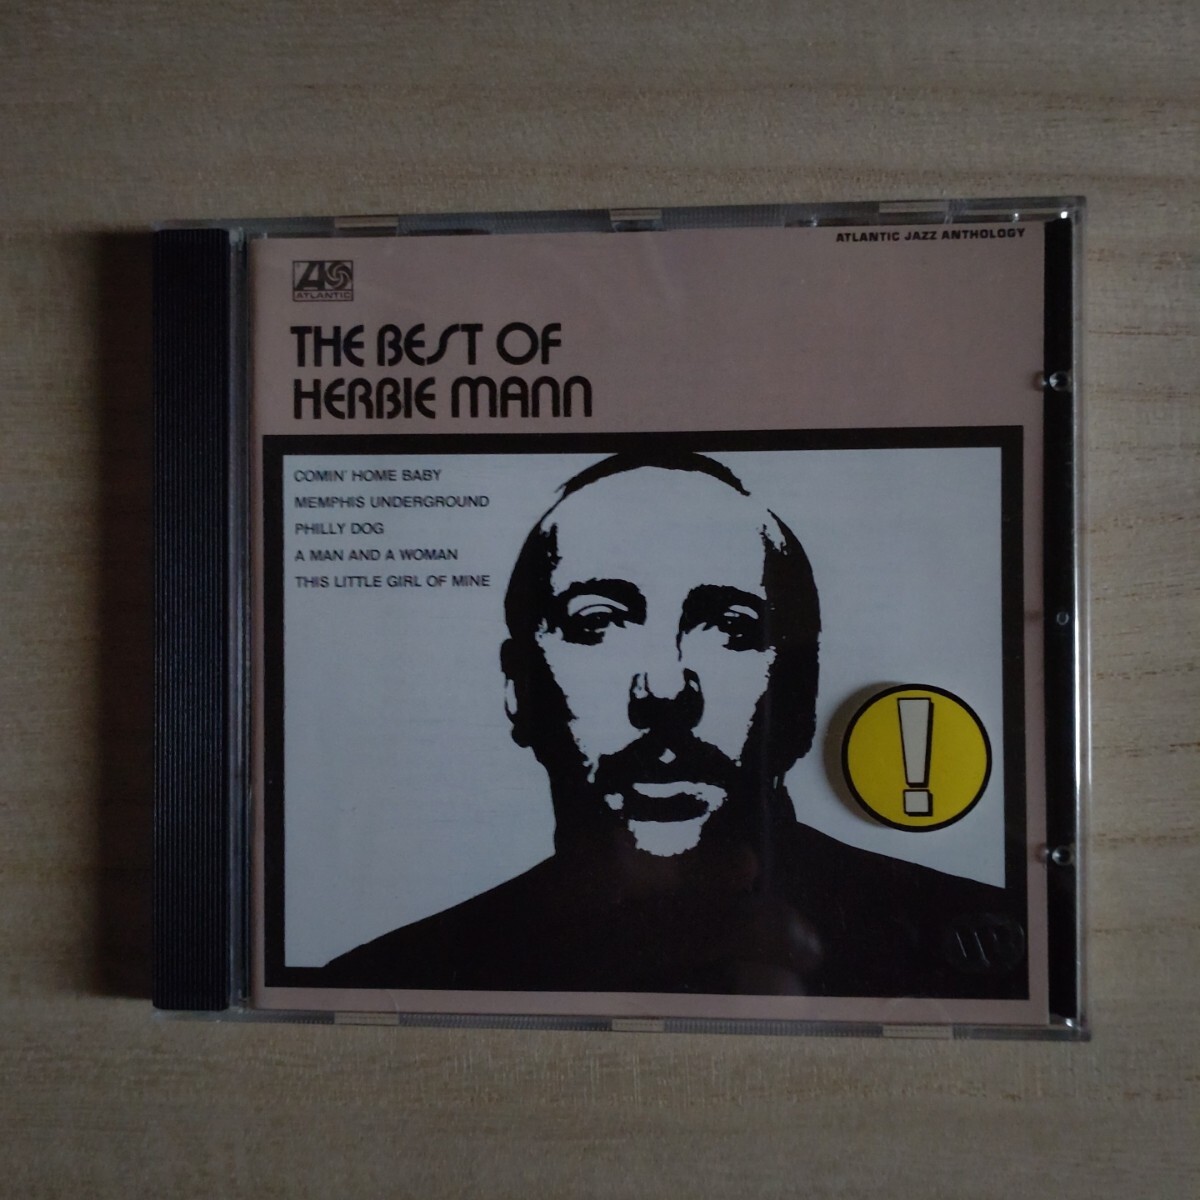 ATLANTIC JAZZ ANTHOLOGY
A
ATLANTIC
THE BEST OF
HERBIE MANN
COMIN' HOME BABY
MEMPHIS UNDERGROUND
PHILLY DOG
A MAN AND A WOMAN
THIS LITTLE GIRL OF MINE
!